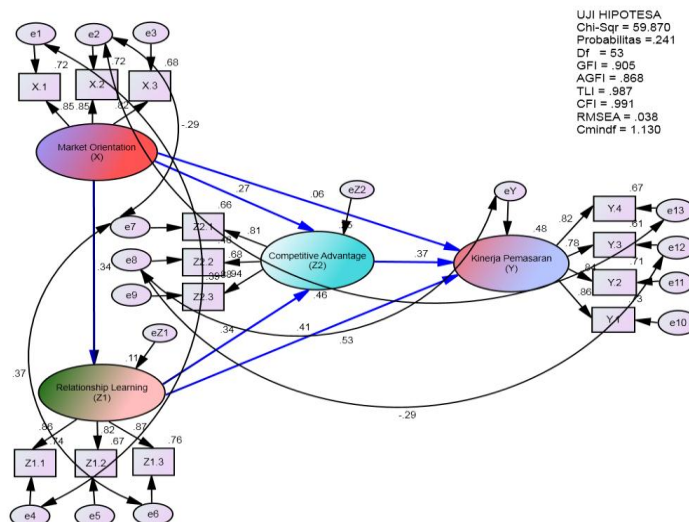 UJI HIPOTESA
Chi-Sqr = 59.870
Probabilitas =.241
Df = 53
GFI = .905
AGFI = .868
TLI = .987
CFI = .991
RMSEA = .038
Cmindf = 1.130
e1
e2
e3
.72
.72
.68
X.1
X.2
X.3
.85
.85
.82
-.29
Market Orientation
(X)
.27
.06
.34
e7
e8
e9
.66
Z2.1
Z2.2
Z2.3
.81
.68
.94
eZ2
Competitive Advantage
(Z2)
.37
.46
eY
.48
Kinerja Pemasaran
(Y)
.82
.78
.86
.67
.61
.71
Y.4
Y.3
Y.2
Y.1
e13
e12
e11
e10
.34
.41
.53
-.29
.37
eZ1
.11
Relationship Learning
(Z1)
.86
.82
.87
.74
.67
.76
Z1.1
Z1.2
Z1.3
e4
e5
e6